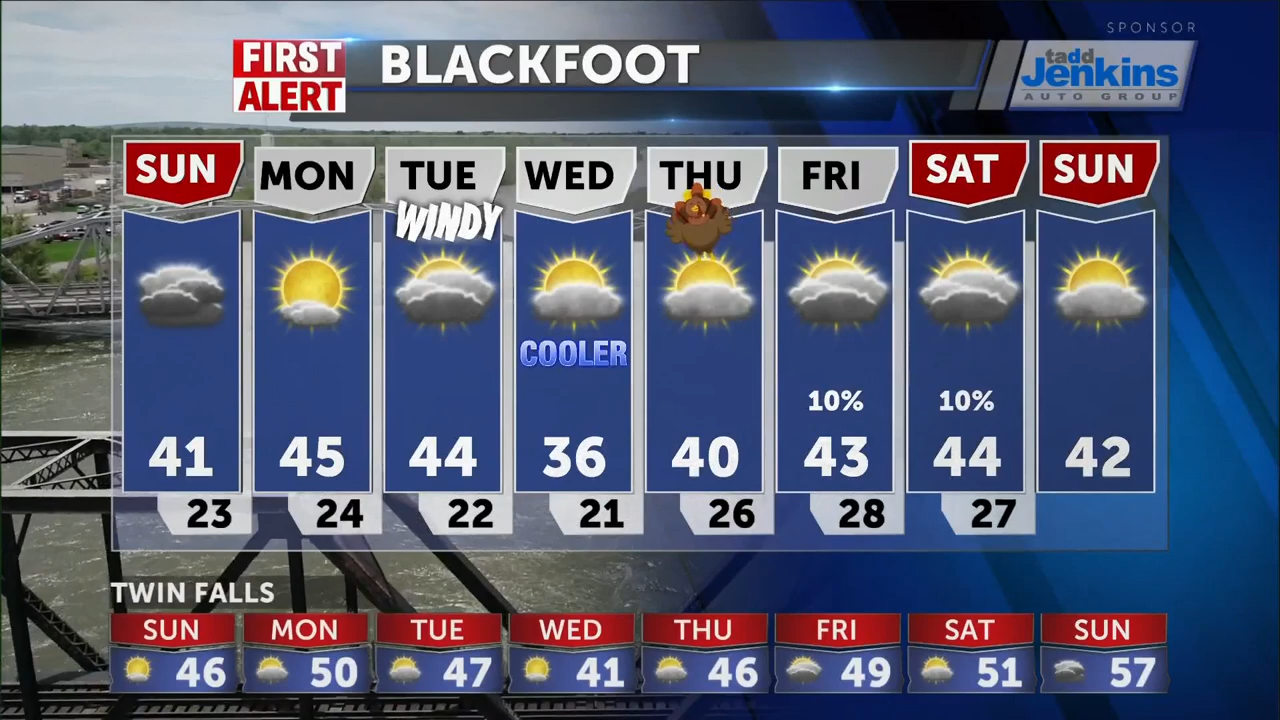 SPONSOR
FIRST ALERT
BLACKFOOT
tadd Jenkins
AUTO GROUP
SUN MON TUE WED THU FRI SAT SUN
WINDY
COOLER
10% 10%
41 45 44 36 40 43 44 42
23 24 22 21 26 28 27
TWIN FALLS
SUN MON TUE WED THU FRI SAT SUN
46 50 47 41 46 49 51 57